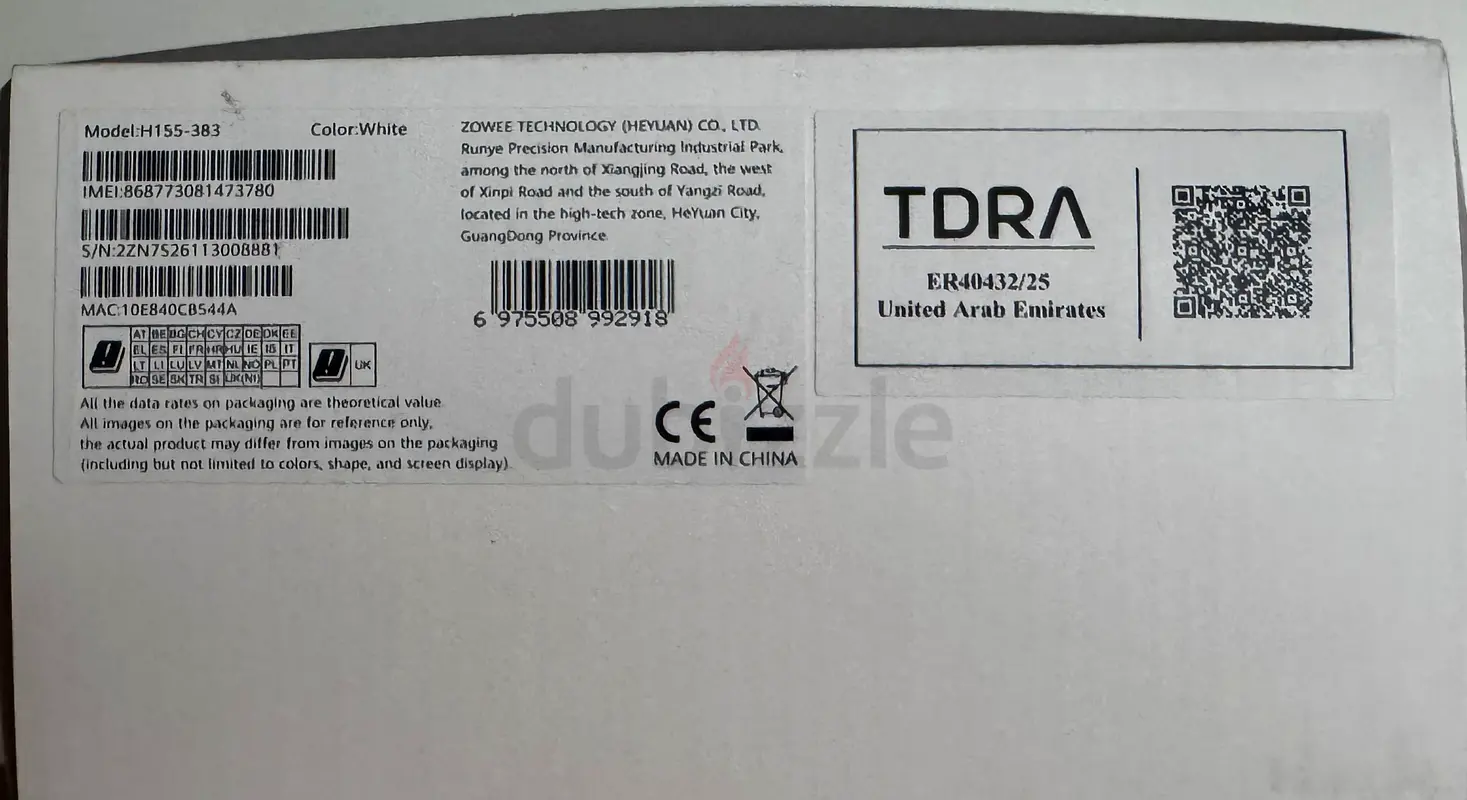 Model:H155-383 Color:White
IMEI:868773081473780
S/N:2ZN7S26113008881
MAC:10E840CB544A
AT BE BG CH CY CZ DE DK EE
EL ES FI FR HR HU IE IS IT
LT LI LU LV MT NL NO PL PT
RO SE SK TR SI UK(NI)
UK
All the data rates on packaging are theoretical value.
All images on the packaging are for reference only,
the actual product may differ from images on the packaging
(including but not limited to colors, shape, and screen display).
ZOWEE TECHNOLOGY (HEYUAN) CO., LTD.
Runye Precision Manufacturing Industrial Park,
among the north of Xiangjing Road, the west
of Xinpi Road and the south of Yangzi Road,
located in the high-tech zone, HeYuan City,
GuangDong Province.
6 975508 992918
CE
MADE IN CHINA
TDRA
ER40432/25
United Arab Emirates
dubizzle